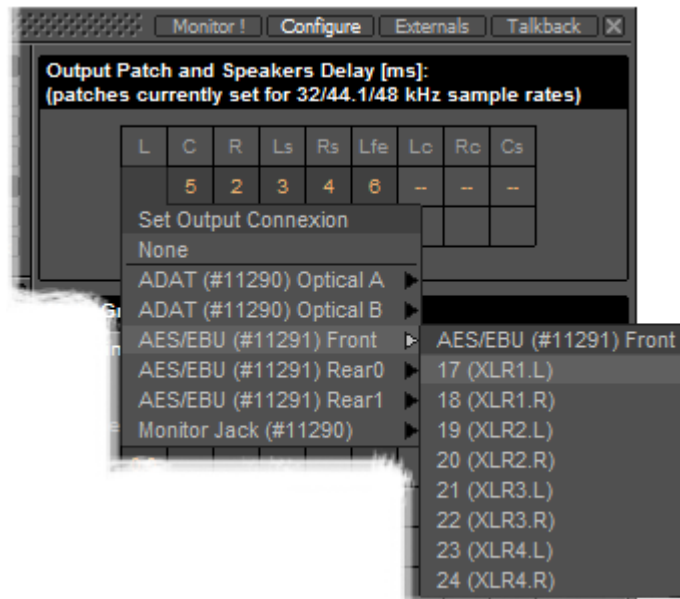 Monitor ! Configure Externals Talkback X
Output Patch and Speakers Delay [ms]:
(patches currently set for 32/44.1/48 kHz sample rates)
L C R Ls Rs Lfe Lc Rc Cs
5 2 3 4 6 -- -- --
Set Output Connexion
None
ADAT (#11290) Optical A
ADAT (#11290) Optical B
AES/EBU (#11291) Front
AES/EBU (#11291) Rear0
AES/EBU (#11291) Rear1
Monitor Jack (#11290)
AES/EBU (#11291) Front
17 (XLR1.L)
18 (XLR1.R)
19 (XLR2.L)
20 (XLR2.R)
21 (XLR3.L)
22 (XLR3.R)
23 (XLR4.L)
24 (XLR4.R)